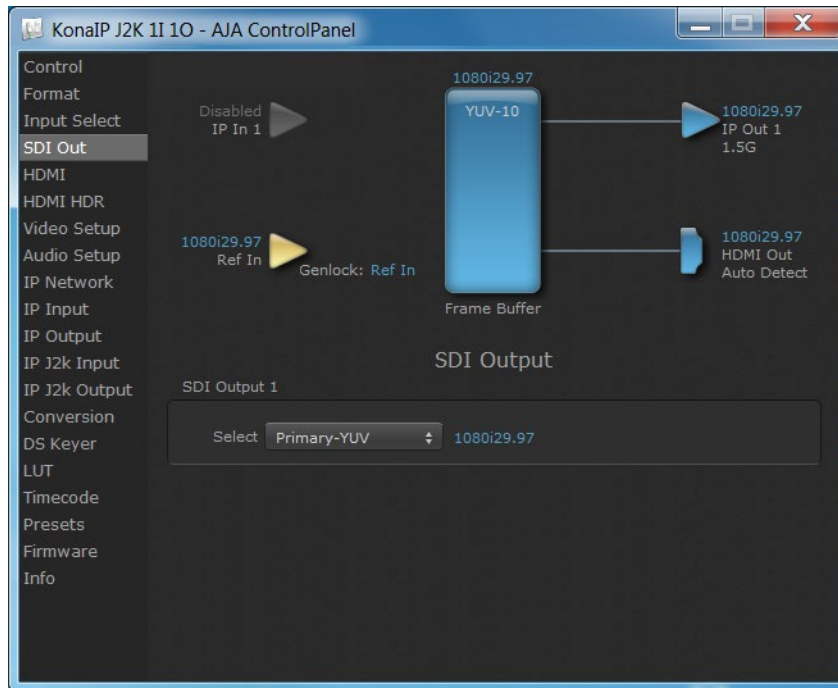 KonaIP J2K 1I 1O - AJA ControlPanel
Control
Format
Input Select
SDI Out
HDMI
HDMI HDR
Video Setup
Audio Setup
IP Network
IP Input
IP Output
IP J2k Input
IP J2k Output
Conversion
DS Keyer
LUT
Timecode
Presets
Firmware
Info
Disabled
IP In 1
1080i29.97
Ref In
Genlock: Ref In
1080i29.97
YUV-10
Frame Buffer
1080i29.97
IP Out 1
1.5G
1080i29.97
HDMI Out
Auto Detect
SDI Output
SDI Output 1
Select Primary-YUV 1080i29.97